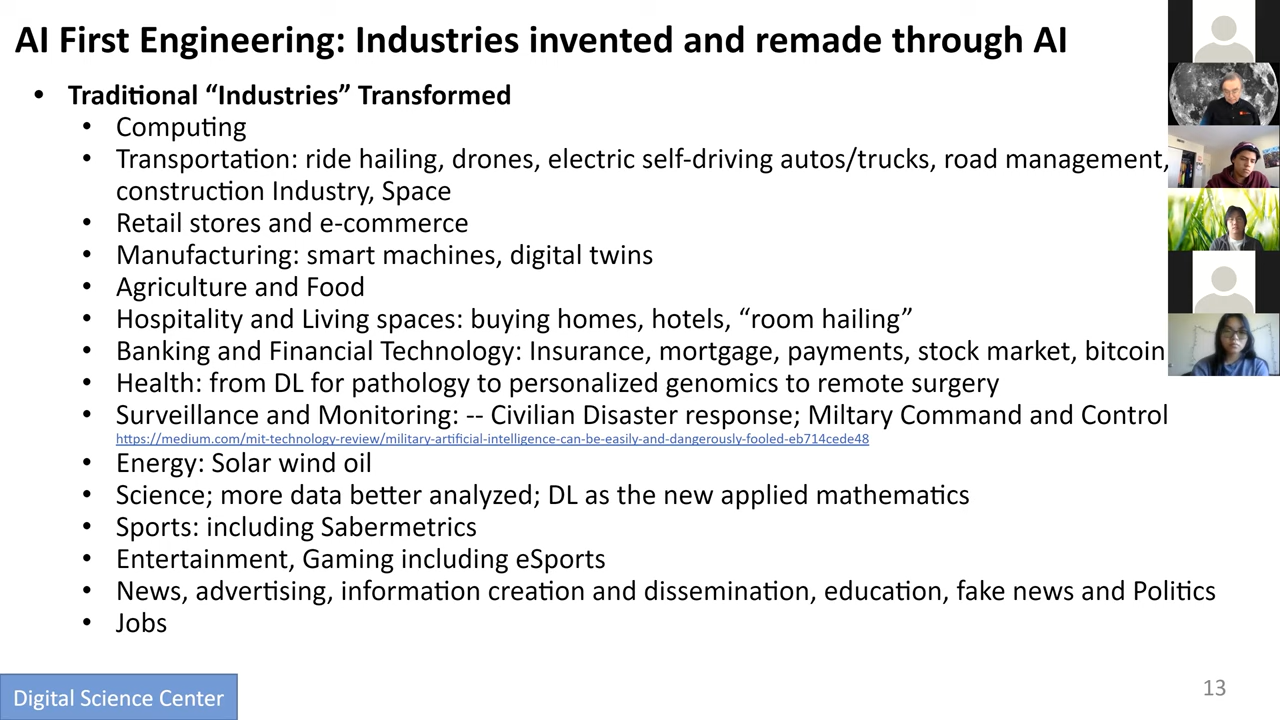 AI First Engineering: Industries invented and remade through AI
• Traditional “Industries” Transformed
• Computing
• Transportation: ride hailing, drones, electric self-driving autos/trucks, road management,
construction Industry, Space
• Retail stores and e-commerce
• Manufacturing: smart machines, digital twins
• Agriculture and Food
• Hospitality and Living spaces: buying homes, hotels, “room hailing”
• Banking and Financial Technology: Insurance, mortgage, payments, stock market, bitcoin
• Health: from DL for pathology to personalized genomics to remote surgery
• Surveillance and Monitoring: -- Civilian Disaster response; Miltary Command and Control
https://medium.com/mit-technology-review/military-artificial-intelligence-can-be-easily-and-dangerously-fooled-eb714cede48
• Energy: Solar wind oil
• Science; more data better analyzed; DL as the new applied mathematics
• Sports: including Sabermetrics
• Entertainment, Gaming including eSports
• News, advertising, information creation and dissemination, education, fake news and Politics
• Jobs
Digital Science Center
13